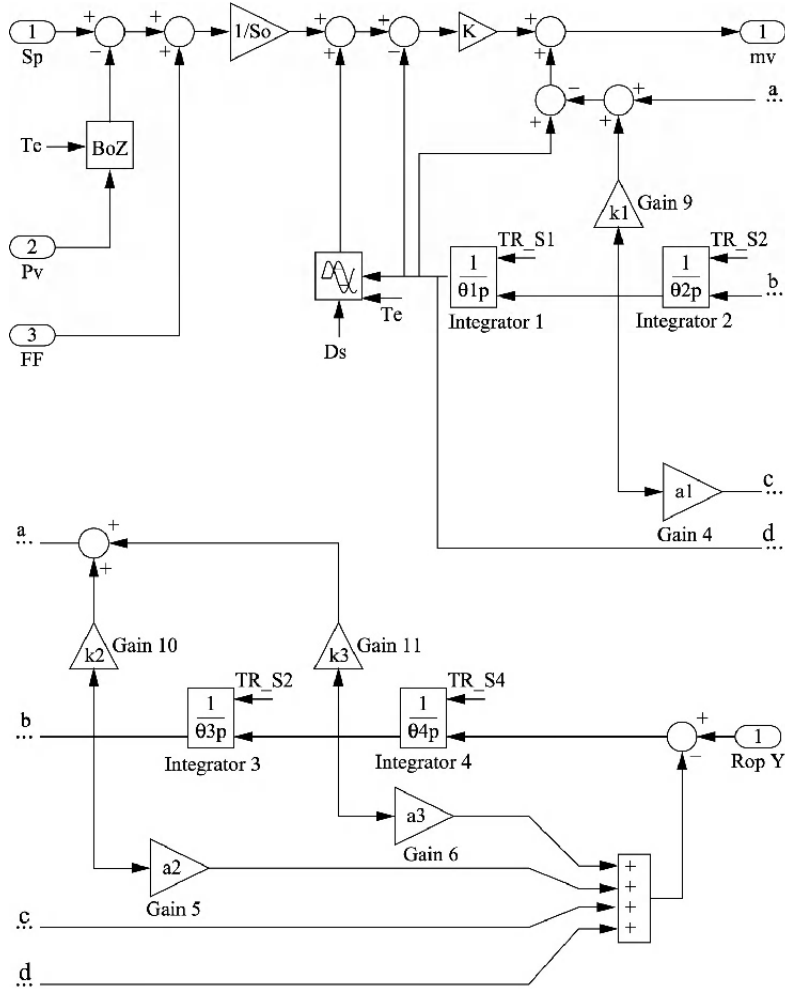 1
Sp
+
−
+
+
1/So
+
+
+
−
K
+
+
1
mv
Te
BoZ
−
+
+
+
a
...
2
Pv
k1
Gain 9
TR_S1
TR_S2
1
θ1p
1
θ2p
b
...
Integrator 1
Integrator 2
3
FF
Te
Ds
a1
c
...
Gain 4
d
...
a
...
+
+
k2
Gain 10
k3
Gain 11
TR_S2
TR_S4
b
...
1
θ3p
1
θ4p
+
−
1
Rop Y
Integrator 3
Integrator 4
a3
Gain 6
a2
Gain 5
+
+
+
+
c
...
d
...